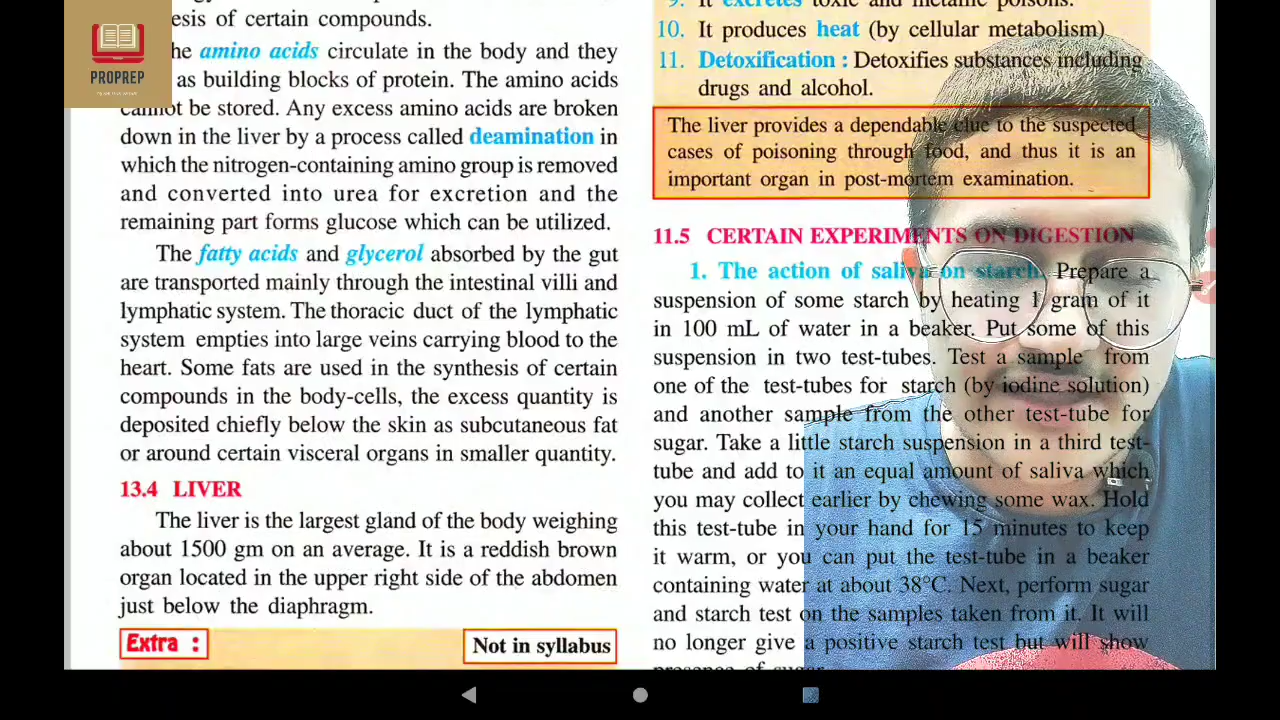 PROPREP
esis of certain compounds.
he amino acids circulate in the body and they
as building blocks of protein. The amino acids
cannot be stored. Any excess amino acids are broken
down in the liver by a process called deamination in
which the nitrogen-containing amino group is removed
and converted into urea for excretion and the
remaining part forms glucose which can be utilized.
The fatty acids and glycerol absorbed by the gut
are transported mainly through the intestinal villi and
lymphatic system. The thoracic duct of the lymphatic
system empties into large veins carrying blood to the
heart. Some fats are used in the synthesis of certain
compounds in the body-cells, the excess quantity is
deposited chiefly below the skin as subcutaneous fat
or around certain visceral organs in smaller quantity.
13.4 LIVER
The liver is the largest gland of the body weighing
about 1500 gm on an average. It is a reddish brown
organ located in the upper right side of the abdomen
just below the diaphragm.
Extra :
Not in syllabus
9. It excretes toxic and metallic poisons.
10. It produces heat (by cellular metabolism)
11. Detoxification : Detoxifies substances including
drugs and alcohol.
The liver provides a dependable clue to the suspected
cases of poisoning through food, and thus it is an
important organ in post-mortem examination.
11.5 CERTAIN EXPERIMENTS ON DIGESTION
1. The action of saliva on starch. Prepare a
suspension of some starch by heating 1 gram of it
in 100 mL of water in a beaker. Put some of this
suspension in two test-tubes. Test a sample from
one of the test-tubes for starch (by iodine solution)
and another sample from the other test-tube for
sugar. Take a little starch suspension in a third test-
tube and add to it an equal amount of saliva which
you may collect earlier by chewing some wax. Hold
this test-tube in your hand for 15 minutes to keep
it warm, or you can put the test-tube in a beaker
containing water at about 38°C. Next, perform sugar
and starch test on the samples taken from it. It will
no longer give a positive starch test but will show
presence of sugar.